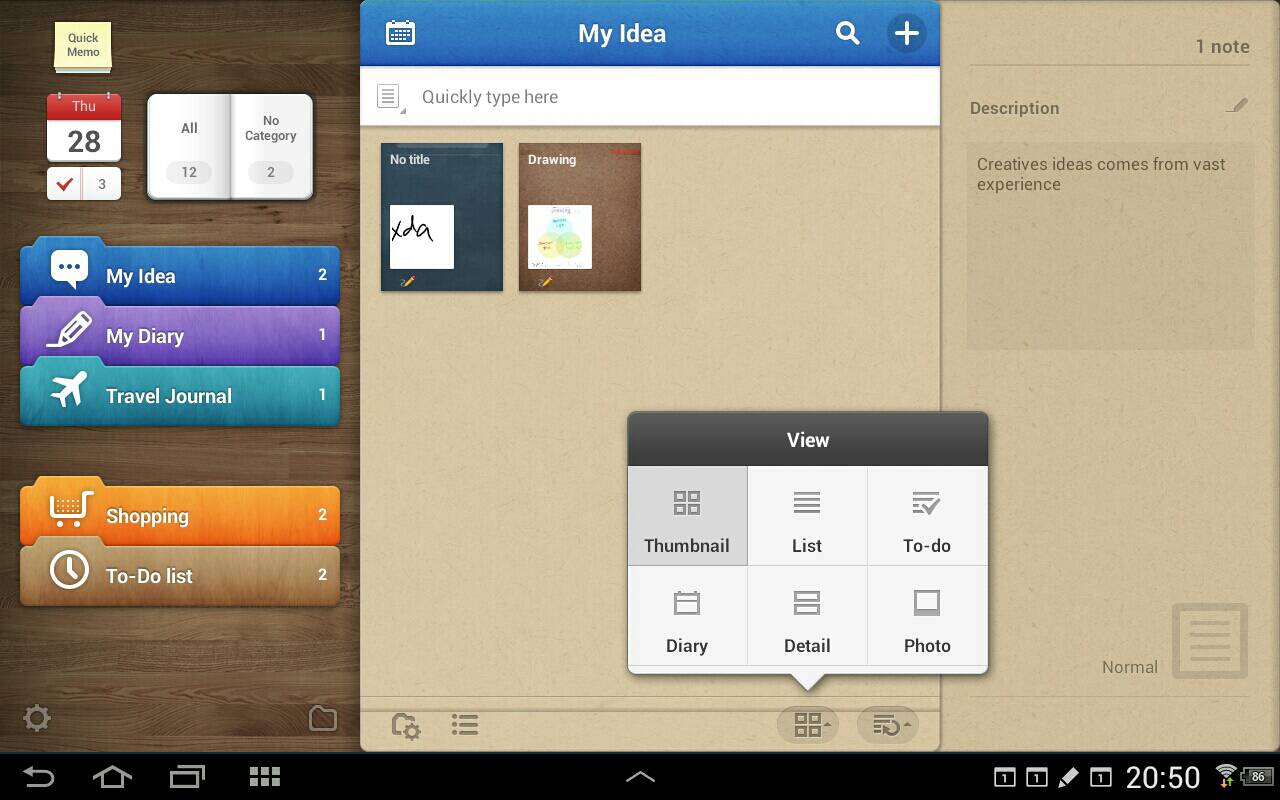 Quick
Memo
Thu
28
3
All
12
No
Category
2
My Idea
2
My Diary
1
Travel Journal
1
Shopping
2
To-Do list
2
My Idea
Quickly type here
No title
xda
Drawing
View
Thumbnail
List
To-do
Diary
Detail
Photo
1 note
Description
Creatives ideas comes from vast
experience
Normal
1
1
1
20:50
86